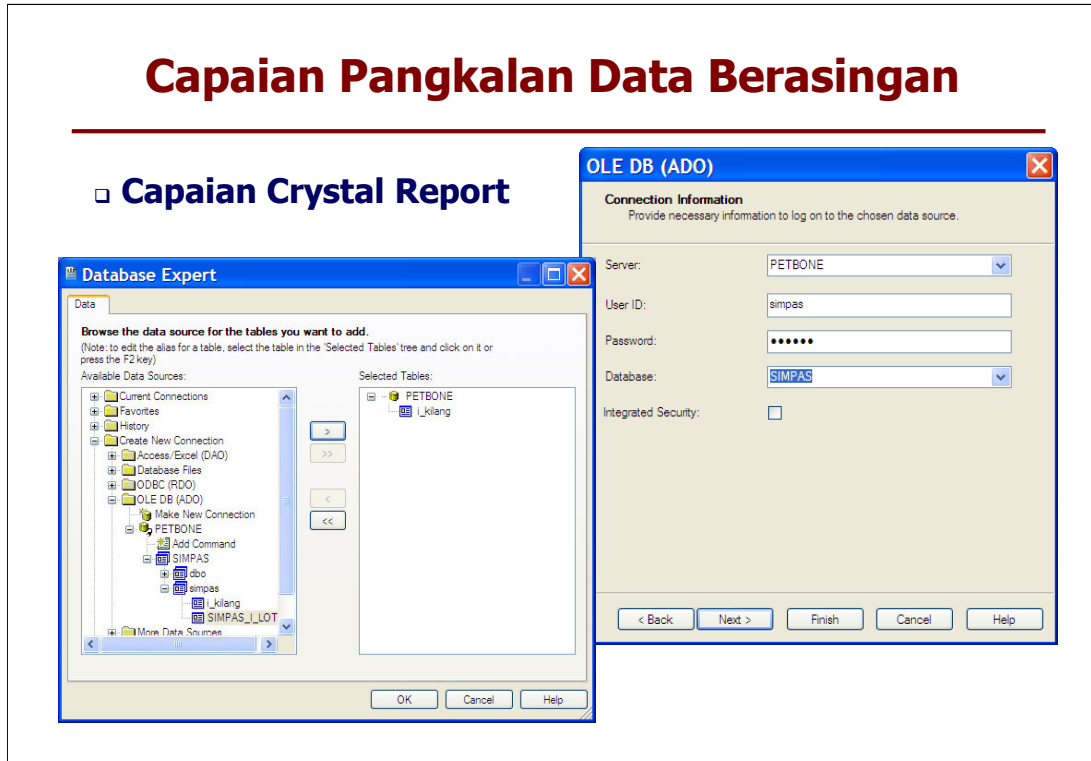 Capaian Pangkalan Data Berasingan
Capaian Crystal Report
Database Expert
Data
Browse the data source for the tables you want to add.
(Note: to edit the alias for a table, select the table in the 'Selected Tables' tree and click on it or
press the F2 key)
Available Data Sources:
Current Connections
Favorites
History
Create New Connection
Access/Excel (DAO)
Database Files
ODBC (RDO)
OLE DB (ADO)
Make New Connection
PETBONE
Add Command
SIMPAS
dbo
simpas
i_kilang
SIMPAS_I_LOT
More Data Sources
>
>>
<
<<
Selected Tables:
PETBONE
i_kilang
OK Cancel Help
OLE DB (ADO)
Connection Information
Provide necessary information to log on to the chosen data source.
Server: PETBONE
User ID: simpas
Password: ••••••
Database: SIMPAS
Integrated Security:
< Back Next > Finish Cancel Help